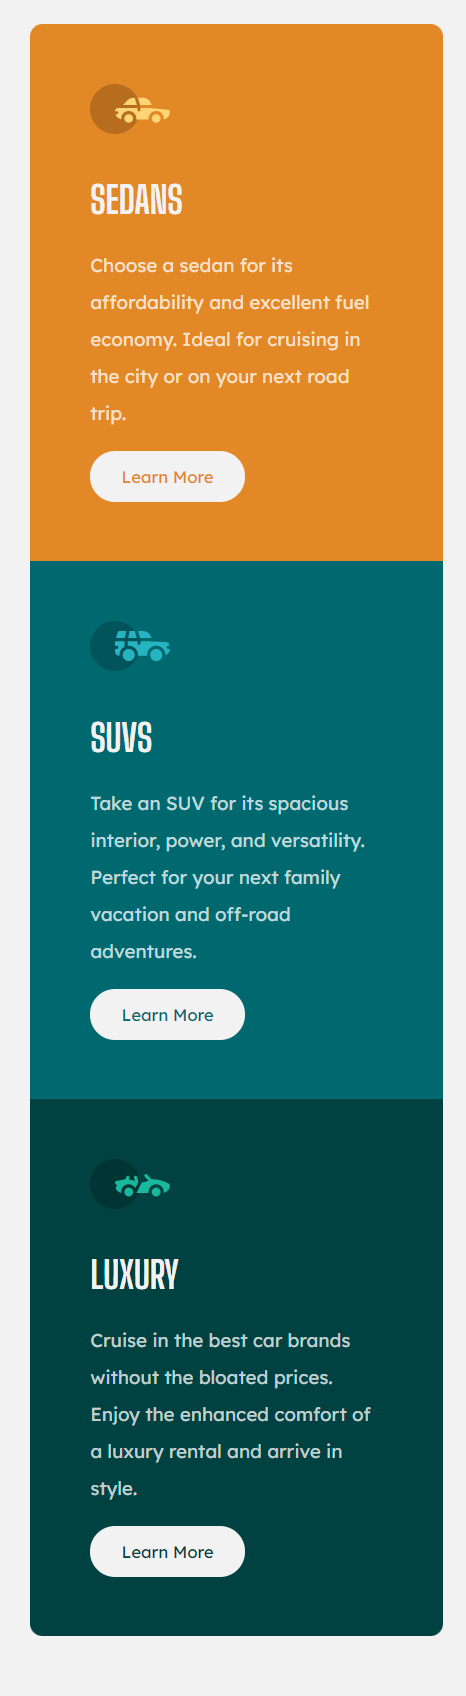 SEDANS
Choose a sedan for its
affordability and excellent fuel
economy. Ideal for cruising in
the city or on your next road
trip.
Learn More
SUVS
Take an SUV for its spacious
interior, power, and versatility.
Perfect for your next family
vacation and off-road
adventures.
Learn More
LUXURY
Cruise in the best car brands
without the bloated prices.
Enjoy the enhanced comfort of
a luxury rental and arrive in
style.
Learn More